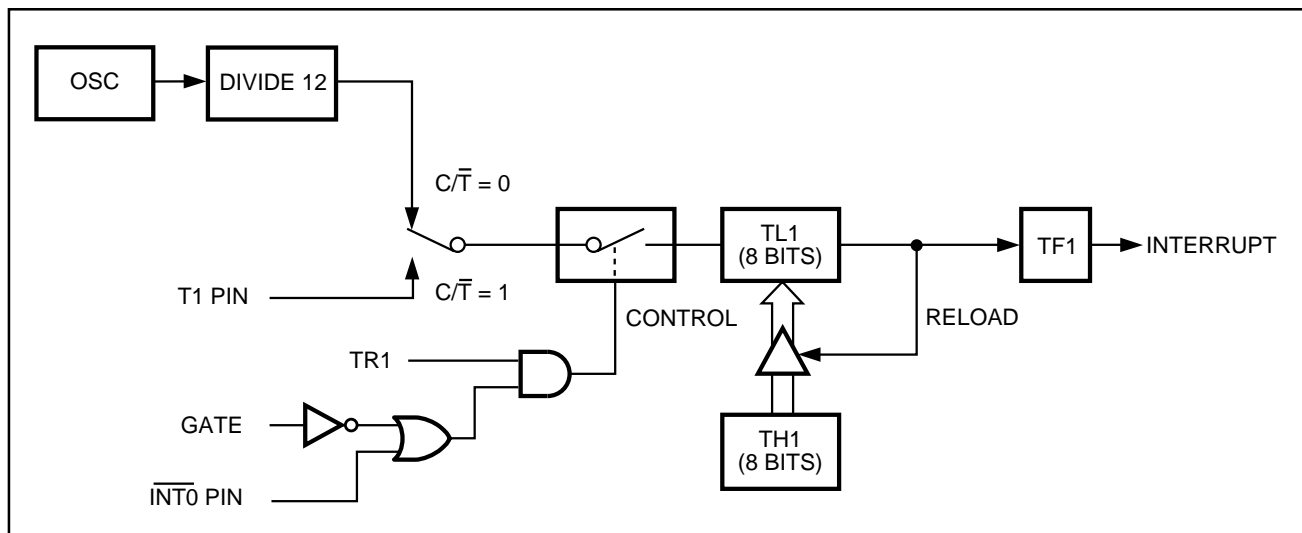 OSC
DIVIDE 12
C/T̅ = 0
TL1
(8 BITS)
TF1
INTERRUPT
T1 PIN
C/T̅ = 1
CONTROL
RELOAD
TR1
GATE
TH1
(8 BITS)
I̅N̅T̅0̅ PIN